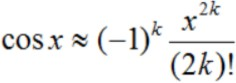 cos x ≈ (−1)^k x^{2k}/(2k)!